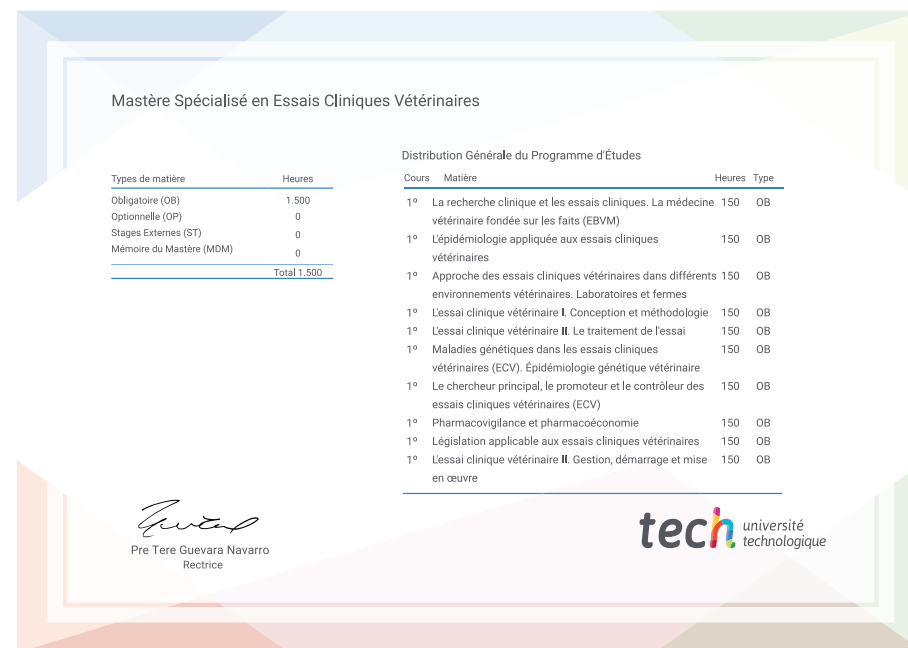 Mastère Spécialisé en Essais Cliniques Vétérinaires
Types de matière Heures
Obligatoire (OB) 1.500
Optionnelle (OP) 0
Stages Externes (ST) 0
Mémoire du Mastère (MDM) 0
Total 1.500
Distribution Générale du Programme d'Études
Cours Matière Heures Type
1º La recherche clinique et les essais cliniques. La médecine 150 OB
vétérinaire fondée sur les faits (EBVM)
1º L'épidémiologie appliquée aux essais cliniques 150 OB
vétérinaires
1º Approche des essais cliniques vétérinaires dans différents 150 OB
environnements vétérinaires. Laboratoires et fermes
1º L'essai clinique vétérinaire I. Conception et méthodologie 150 OB
1º L'essai clinique vétérinaire II. Le traitement de l'essai 150 OB
1º Maladies génétiques dans les essais cliniques 150 OB
vétérinaires (ECV). Épidémiologie génétique vétérinaire
1º Le chercheur principal, le promoteur et le contrôleur des 150 OB
essais cliniques vétérinaires (ECV)
1º Pharmacovigilance et pharmacoéconomie 150 OB
1º Législation applicable aux essais cliniques vétérinaires 150 OB
1º L'essai clinique vétérinaire II. Gestion, démarrage et mise 150 OB
en œuvre
Pre Tere Guevara Navarro
Rectrice
tech université
technologique